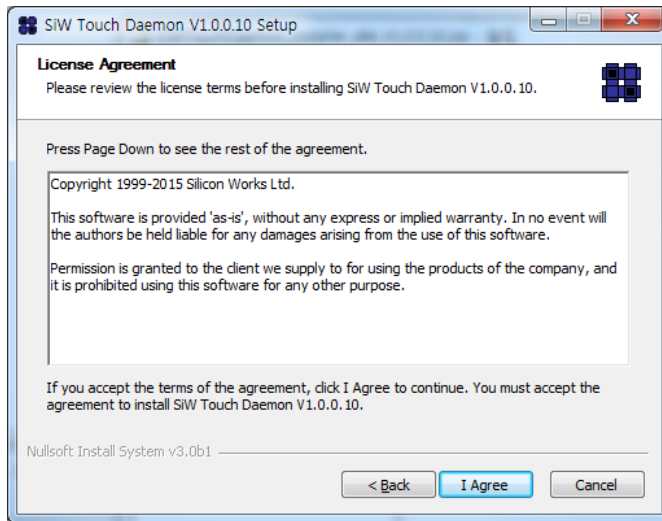 SiW Touch Daemon V1.0.0.10 Setup
License Agreement
Please review the license terms before installing SiW Touch Daemon V1.0.0.10.
Press Page Down to see the rest of the agreement.
Copyright 1999-2015 Silicon Works Ltd.
This software is provided 'as-is', without any express or implied warranty. In no event will
the authors be held liable for any damages arising from the use of this software.
Permission is granted to the client we supply to for using the products of the company, and
it is prohibited using this software for any other purpose.
If you accept the terms of the agreement, click I Agree to continue. You must accept the
agreement to install SiW Touch Daemon V1.0.0.10.
Nullsoft Install System v3.0b1
< Back
I Agree
Cancel